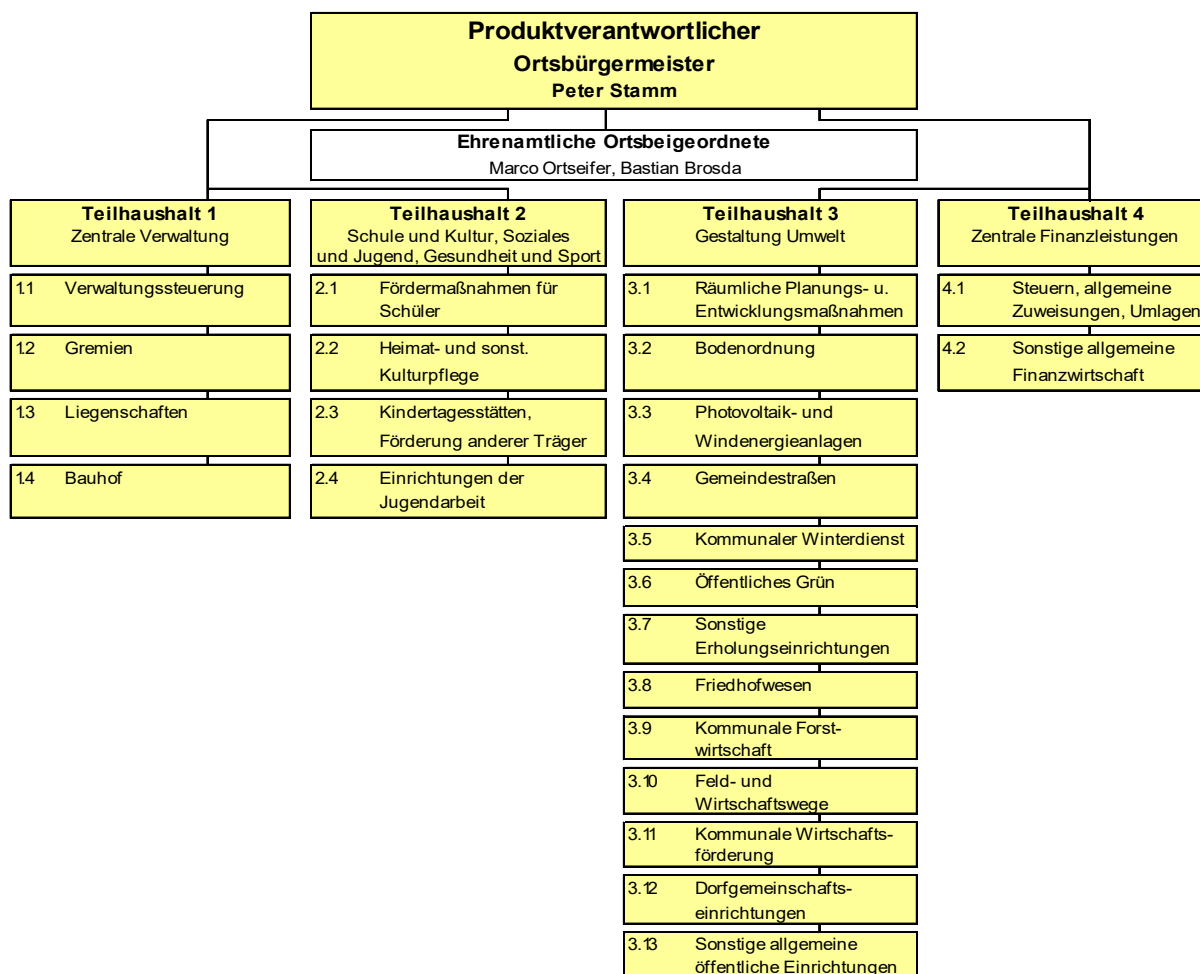 Produktverantwortlicher
Ortsbürgermeister
Peter Stamm
Ehrenamtliche Ortsbeigeordnete
Marco Ortseifer, Bastian Brosda
Teilhaushalt 1
Zentrale Verwaltung
1.1 Verwaltungssteuerung
1.2 Gremien
1.3 Liegenschaften
1.4 Bauhof
Teilhaushalt 2
Schule und Kultur, Soziales
und Jugend, Gesundheit und Sport
2.1 Fördermaßnahmen für
Schüler
2.2 Heimat- und sonst.
Kulturpflege
2.3 Kindertagesstätten,
Förderung anderer Träger
2.4 Einrichtungen der
Jugendarbeit
Teilhaushalt 3
Gestaltung Umwelt
3.1 Räumliche Planungs- u.
Entwicklungsmaßnahmen
3.2 Bodenordnung
3.3 Photovoltaik- und
Windenergieanlagen
3.4 Gemeindestraßen
3.5 Kommunaler Winterdienst
3.6 Öffentliches Grün
3.7 Sonstige
Erholungseinrichtungen
3.8 Friedhofwesen
3.9 Kommunale Forst-
wirtschaft
3.10 Feld- und
Wirtschaftswege
3.11 Kommunale Wirtschafts-
förderung
3.12 Dorfgemeinschafts-
einrichtungen
3.13 Sonstige allgemeine
öffentliche Einrichtungen
Teilhaushalt 4
Zentrale Finanzleistungen
4.1 Steuern, allgemeine
Zuweisungen, Umlagen
4.2 Sonstige allgemeine
Finanzwirtschaft